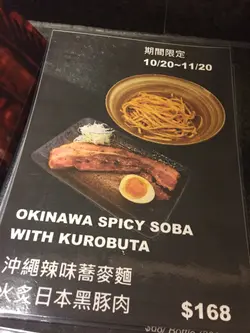 期間限定
10/20~11/20
OKINAWA SPICY SOBA
WITH KUROBUTA
沖繩辣味蕎麥麵
火炙日本黑豚肉
$168